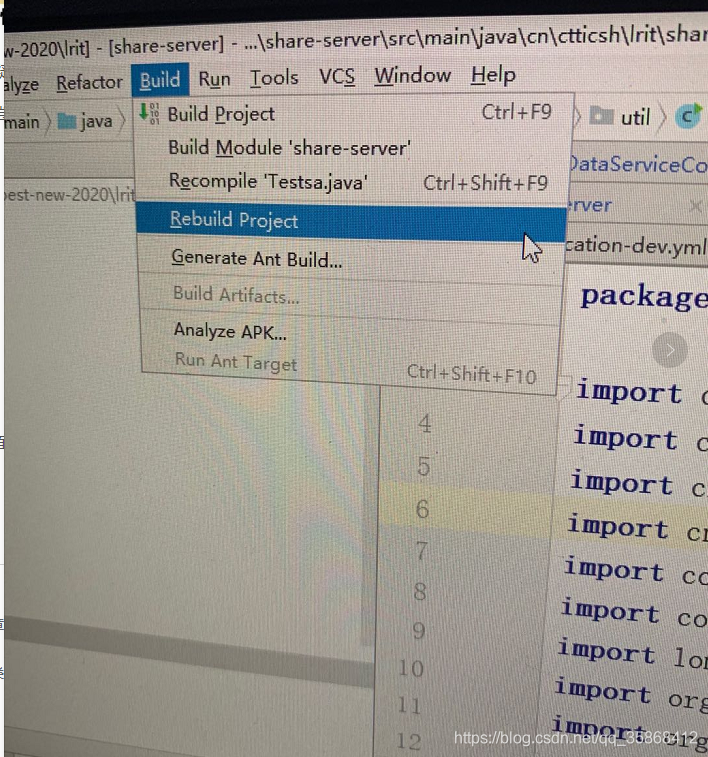 w-2020\lrit] - [share-server] - ...\share-server\src\main\java\cn\ctticsh\lrit\shar
alyze Refactor Build Run Tools VCS Window Help
main java util
Build Project Ctrl+F9
Build Module 'share-server'
DataServiceCo
Recompile 'Testsa.java' Ctrl+Shift+F9
est-new-2020\lrit
rver
Rebuild Project
cation-dev.yml
Generate Ant Build...
Build Artifacts...
package
Analyze APK...
Run Ant Target Ctrl+Shift+F10
import
4 import c
5 import c
6 import cn
7 import co
8 import co
9 import lon
10 import org
11 import org
12
https://blog.csdn.net/qq_35868412